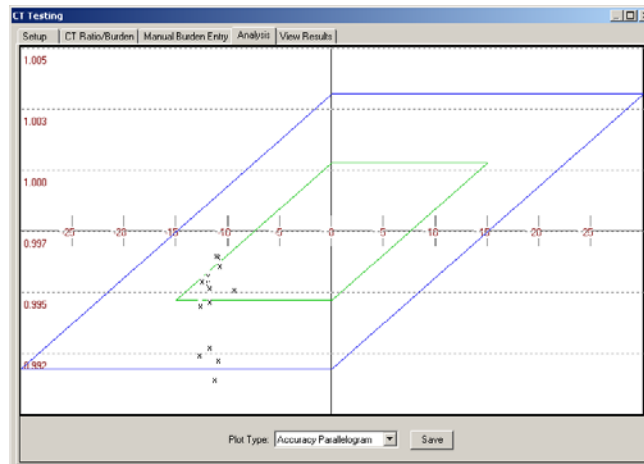 CT Testing
Setup CT Ratio/Burden Manual Burden Entry Analysis View Results
1.005
1.003
1.000
-25 -20 -15 -10 -5 5 10 15 20 25
0.997
0.995
0.992
Plot Type: Accuracy Parallelogram Save